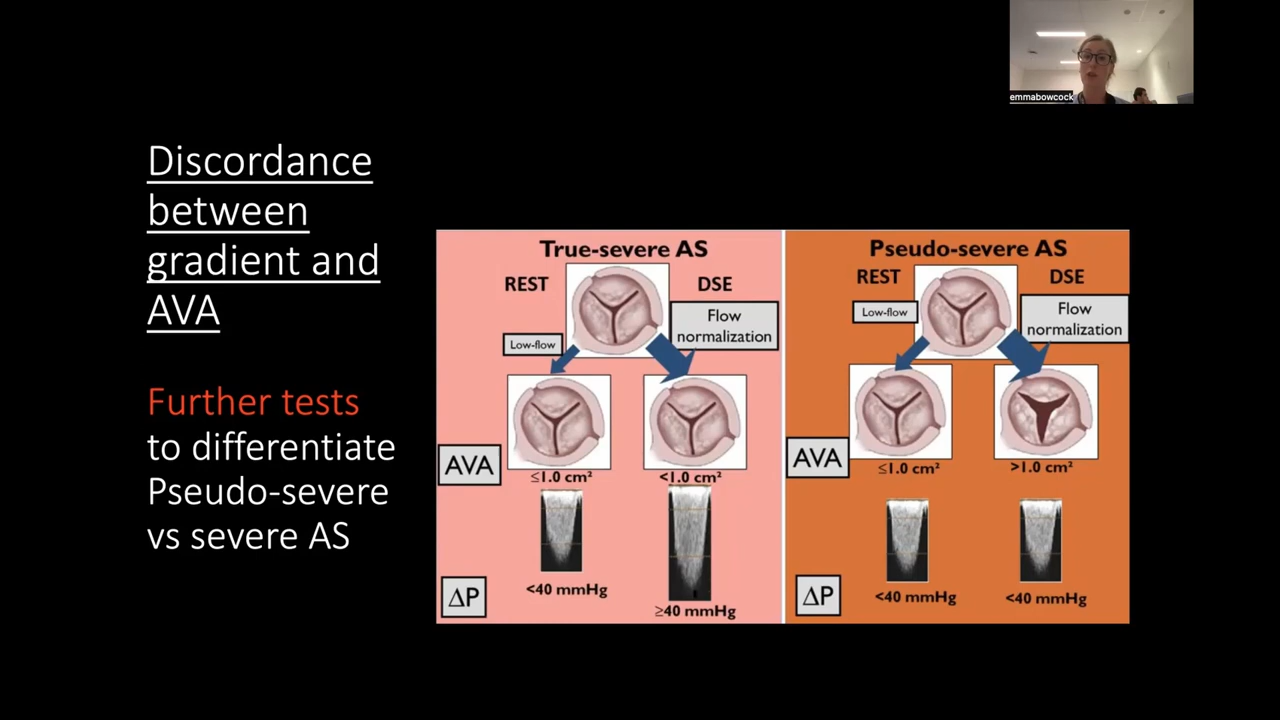 emmabowcock
Discordance
between
gradient and
AVA
Further tests
to differentiate
Pseudo-severe
vs severe AS
True-severe AS
REST
DSE
Low-flow
Flow
normalization
AVA
≤1.0 cm²
<1.0 cm²
ΔP
<40 mmHg
≥40 mmHg
Pseudo-severe AS
REST
DSE
Low-flow
Flow
normalization
AVA
≤1.0 cm²
>1.0 cm²
ΔP
<40 mmHg
<40 mmHg